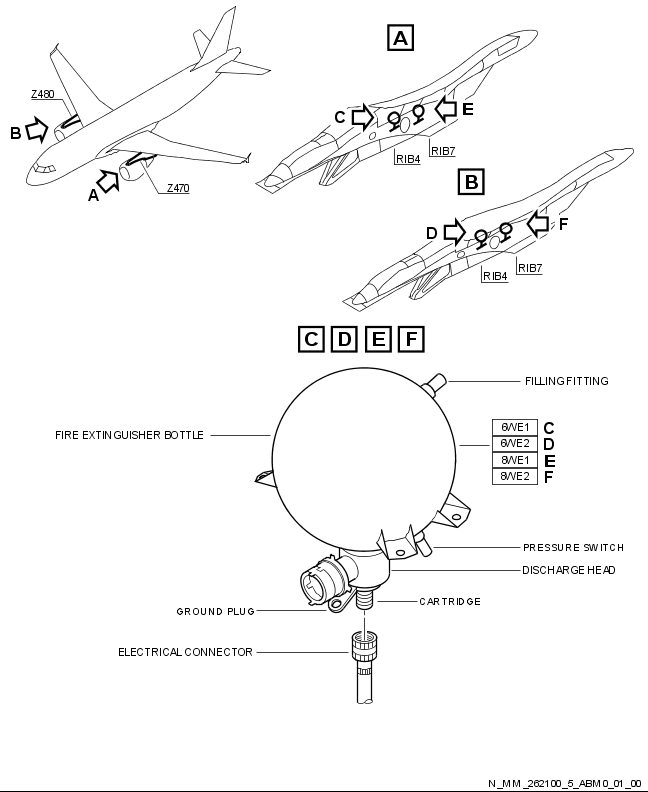 A
Z480
B
C
E
A
Z470
RIB4
RIB7
B
D
F
RIB4
RIB7
C D E F
FILLING FITTING
FIRE EXTINGUISHER BOTTLE
6WE1 C
6WE2 D
8WE1 E
8WE2 F
PRESSURE SWITCH
DISCHARGE HEAD
CARTRIDGE
GROUND PLUG
ELECTRICAL CONNECTOR
N_MM_262100_5_ABM0_01_00